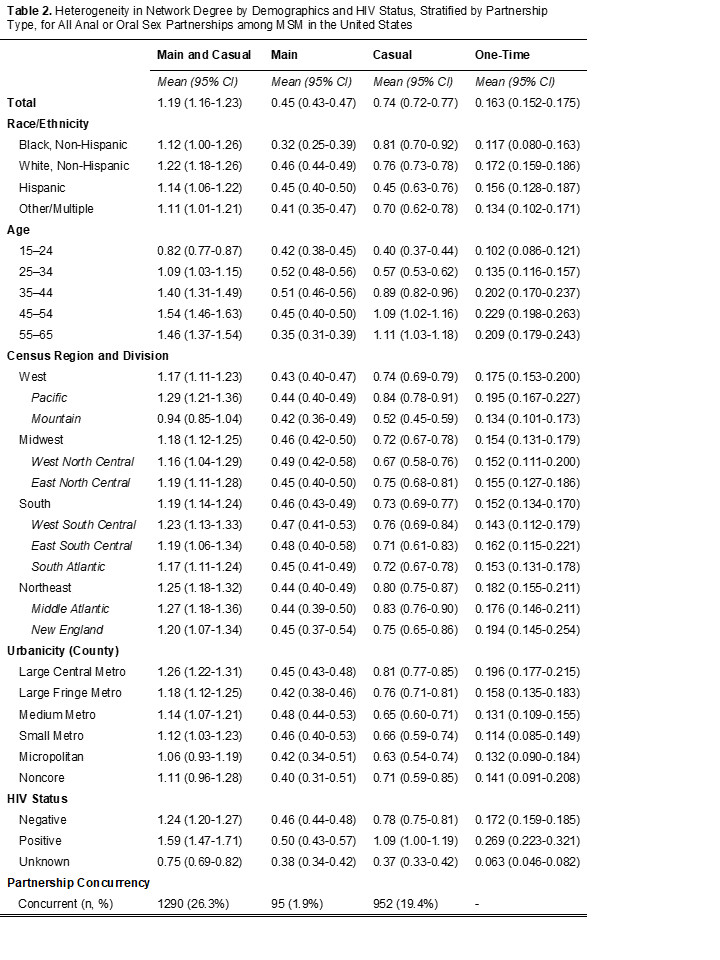 Table 2. Heterogeneity in Network Degree by Demographics and HIV Status, Stratified by Partnership
Type, for All Anal or Oral Sex Partnerships among MSM in the United States
Main and Casual Main Casual One-Time
Mean (95% CI) Mean (95% CI) Mean (95% CI) Mean (95% CI)
Total 1.19 (1.16-1.23) 0.45 (0.43-0.47) 0.74 (0.72-0.77) 0.163 (0.152-0.175)
Race/Ethnicity
Black, Non-Hispanic 1.12 (1.00-1.26) 0.32 (0.25-0.39) 0.81 (0.70-0.92) 0.117 (0.080-0.163)
White, Non-Hispanic 1.22 (1.18-1.26) 0.46 (0.44-0.49) 0.76 (0.73-0.78) 0.172 (0.159-0.186)
Hispanic 1.14 (1.06-1.22) 0.45 (0.40-0.50) 0.45 (0.63-0.76) 0.156 (0.128-0.187)
Other/Multiple 1.11 (1.01-1.21) 0.41 (0.35-0.47) 0.70 (0.62-0.78) 0.134 (0.102-0.171)
Age
15–24 0.82 (0.77-0.87) 0.42 (0.38-0.45) 0.40 (0.37-0.44) 0.102 (0.086-0.121)
25–34 1.09 (1.03-1.15) 0.52 (0.48-0.56) 0.57 (0.53-0.62) 0.135 (0.116-0.157)
35–44 1.40 (1.31-1.49) 0.51 (0.46-0.56) 0.89 (0.82-0.96) 0.202 (0.170-0.237)
45–54 1.54 (1.46-1.63) 0.45 (0.40-0.50) 1.09 (1.02-1.16) 0.229 (0.198-0.263)
55–65 1.46 (1.37-1.54) 0.35 (0.31-0.39) 1.11 (1.03-1.18) 0.209 (0.179-0.243)
Census Region and Division
West 1.17 (1.11-1.23) 0.43 (0.40-0.47) 0.74 (0.69-0.79) 0.175 (0.153-0.200)
Pacific 1.29 (1.21-1.36) 0.44 (0.40-0.49) 0.84 (0.78-0.91) 0.195 (0.167-0.227)
Mountain 0.94 (0.85-1.04) 0.42 (0.36-0.49) 0.52 (0.45-0.59) 0.134 (0.101-0.173)
Midwest 1.18 (1.12-1.25) 0.46 (0.42-0.50) 0.72 (0.67-0.78) 0.154 (0.131-0.179)
West North Central 1.16 (1.04-1.29) 0.49 (0.42-0.58) 0.67 (0.58-0.76) 0.152 (0.111-0.200)
East North Central 1.19 (1.11-1.28) 0.45 (0.40-0.50) 0.75 (0.68-0.81) 0.155 (0.127-0.186)
South 1.19 (1.14-1.24) 0.46 (0.43-0.49) 0.73 (0.69-0.77) 0.152 (0.134-0.170)
West South Central 1.23 (1.13-1.33) 0.47 (0.41-0.53) 0.76 (0.69-0.84) 0.143 (0.112-0.179)
East South Central 1.19 (1.06-1.34) 0.48 (0.40-0.58) 0.71 (0.61-0.83) 0.162 (0.115-0.221)
South Atlantic 1.17 (1.11-1.24) 0.45 (0.41-0.49) 0.72 (0.67-0.78) 0.153 (0.131-0.178)
Northeast 1.25 (1.18-1.32) 0.44 (0.40-0.49) 0.80 (0.75-0.87) 0.182 (0.155-0.211)
Middle Atlantic 1.27 (1.18-1.36) 0.44 (0.39-0.50) 0.83 (0.76-0.90) 0.176 (0.146-0.211)
New England 1.20 (1.07-1.34) 0.45 (0.37-0.54) 0.75 (0.65-0.86) 0.194 (0.145-0.254)
Urbanicity (County)
Large Central Metro 1.26 (1.22-1.31) 0.45 (0.43-0.48) 0.81 (0.77-0.85) 0.196 (0.177-0.215)
Large Fringe Metro 1.18 (1.12-1.25) 0.42 (0.38-0.46) 0.76 (0.71-0.81) 0.158 (0.135-0.183)
Medium Metro 1.14 (1.07-1.21) 0.48 (0.44-0.53) 0.65 (0.60-0.71) 0.131 (0.109-0.155)
Small Metro 1.12 (1.03-1.23) 0.46 (0.40-0.53) 0.66 (0.59-0.74) 0.114 (0.085-0.149)
Micropolitan 1.06 (0.93-1.19) 0.42 (0.34-0.51) 0.63 (0.54-0.74) 0.132 (0.090-0.184)
Noncore 1.11 (0.96-1.28) 0.40 (0.31-0.51) 0.71 (0.59-0.85) 0.141 (0.091-0.208)
HIV Status
Negative 1.24 (1.20-1.27) 0.46 (0.44-0.48) 0.78 (0.75-0.81) 0.172 (0.159-0.185)
Positive 1.59 (1.47-1.71) 0.50 (0.43-0.57) 1.09 (1.00-1.19) 0.269 (0.223-0.321)
Unknown 0.75 (0.69-0.82) 0.38 (0.34-0.42) 0.37 (0.33-0.42) 0.063 (0.046-0.082)
Partnership Concurrency
Concurrent (n, %) 1290 (26.3%) 95 (1.9%) 952 (19.4%) -